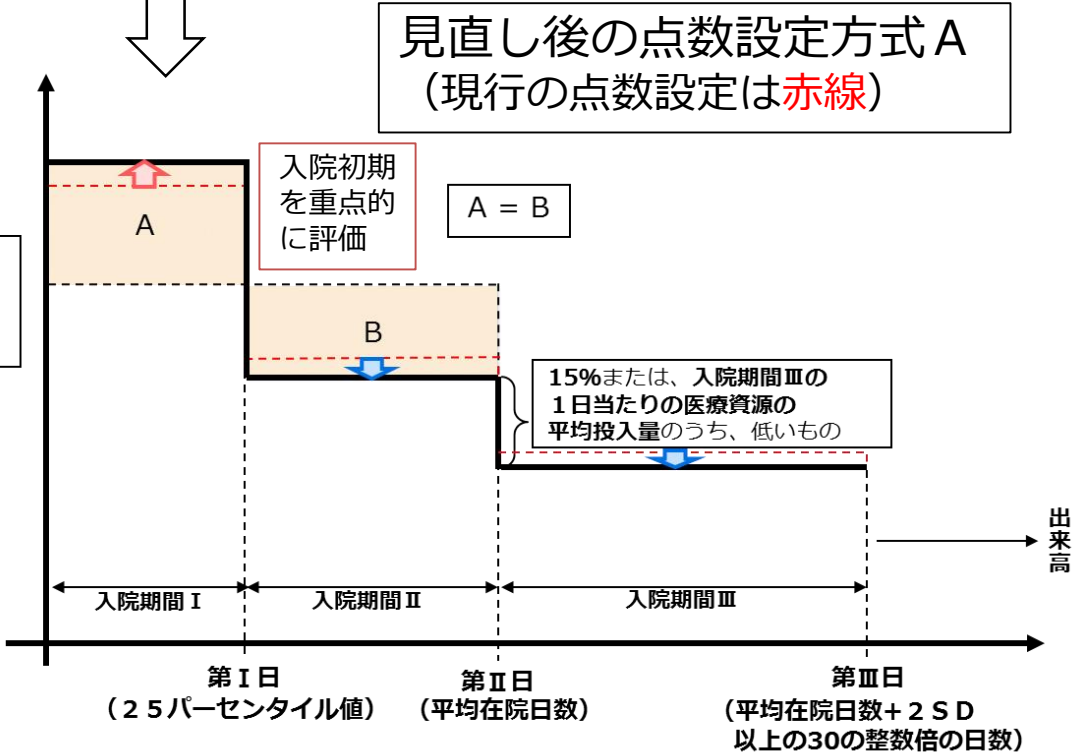 見直し後の点数設定方式A
（現行の点数設定は赤線）
入院初期
を重点的
に評価
A = B
A
B
15%または、入院期間Ⅲの
１日当たりの医療資源の
平均投入量のうち、低いもの
出来高
入院期間Ⅰ
入院期間Ⅱ
入院期間Ⅲ
第Ⅰ日
（２５パーセンタイル値）
第Ⅱ日
（平均在院日数）
第Ⅲ日
（平均在院日数+２ＳＤ
以上の30の整数倍の日数）